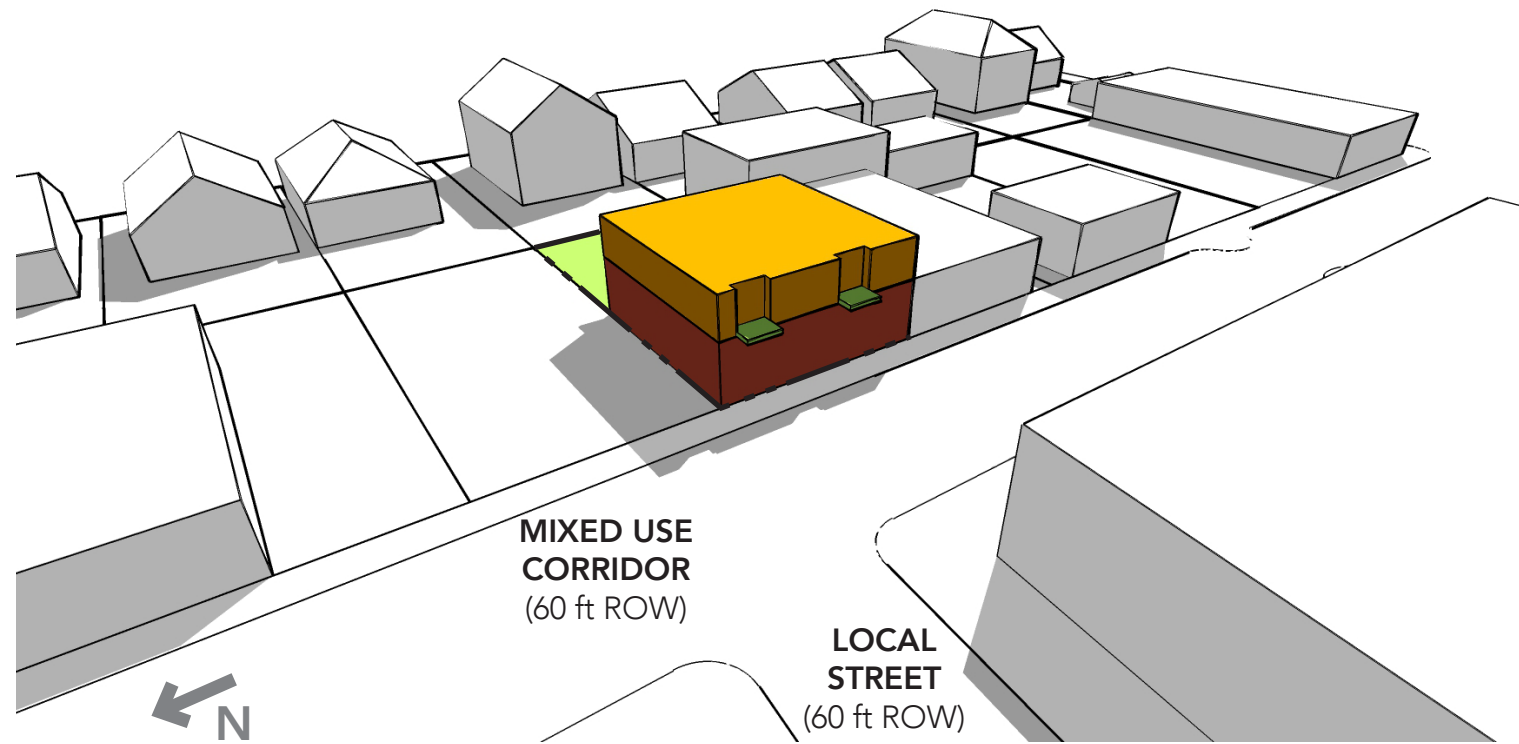 MIXED USE
CORRIDOR
(60 ft ROW)
LOCAL
STREET
(60 ft ROW)
N